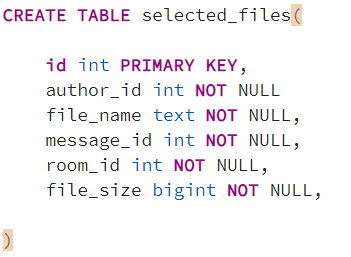 CREATE TABLE selected_files(
id int PRIMARY KEY,
author_id int NOT NULL
file_name text NOT NULL,
message_id int NOT NULL,
room_id int NOT NULL,
file_size bigint NOT NULL,
)